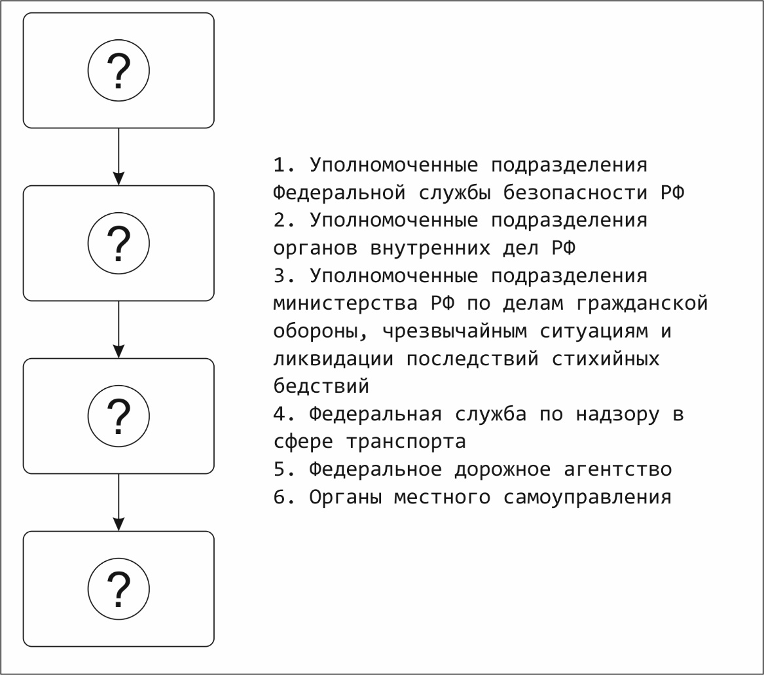 ?
?
?
?
1. Уполномоченные подразделения
Федеральной службы безопасности РФ
2. Уполномоченные подразделения
органов внутренних дел РФ
3. Уполномоченные подразделения
министерства РФ по делам гражданской
обороны, чрезвычайным ситуациям и
ликвидации последствий стихийных
бедствий
4. Федеральная служба по надзору в
сфере транспорта
5. Федеральное дорожное агентство
6. Органы местного самоуправления